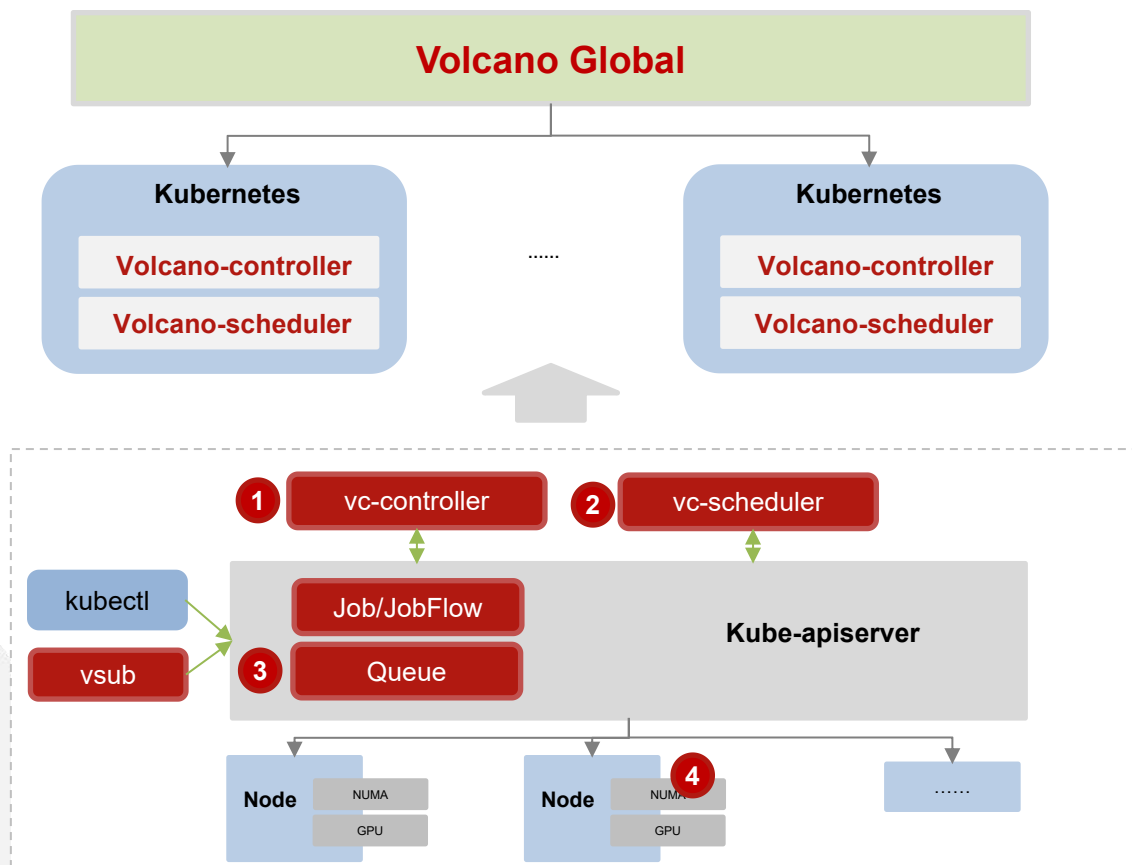 Volcano Global
Kubernetes
Volcano-controller
Volcano-scheduler
......
Kubernetes
Volcano-controller
Volcano-scheduler
1
vc-controller
2
vc-scheduler
kubectl
vsub
Job/JobFlow
3
Queue
Kube-apiserver
Node
NUMA
GPU
Node
NUMA
4
GPU
......